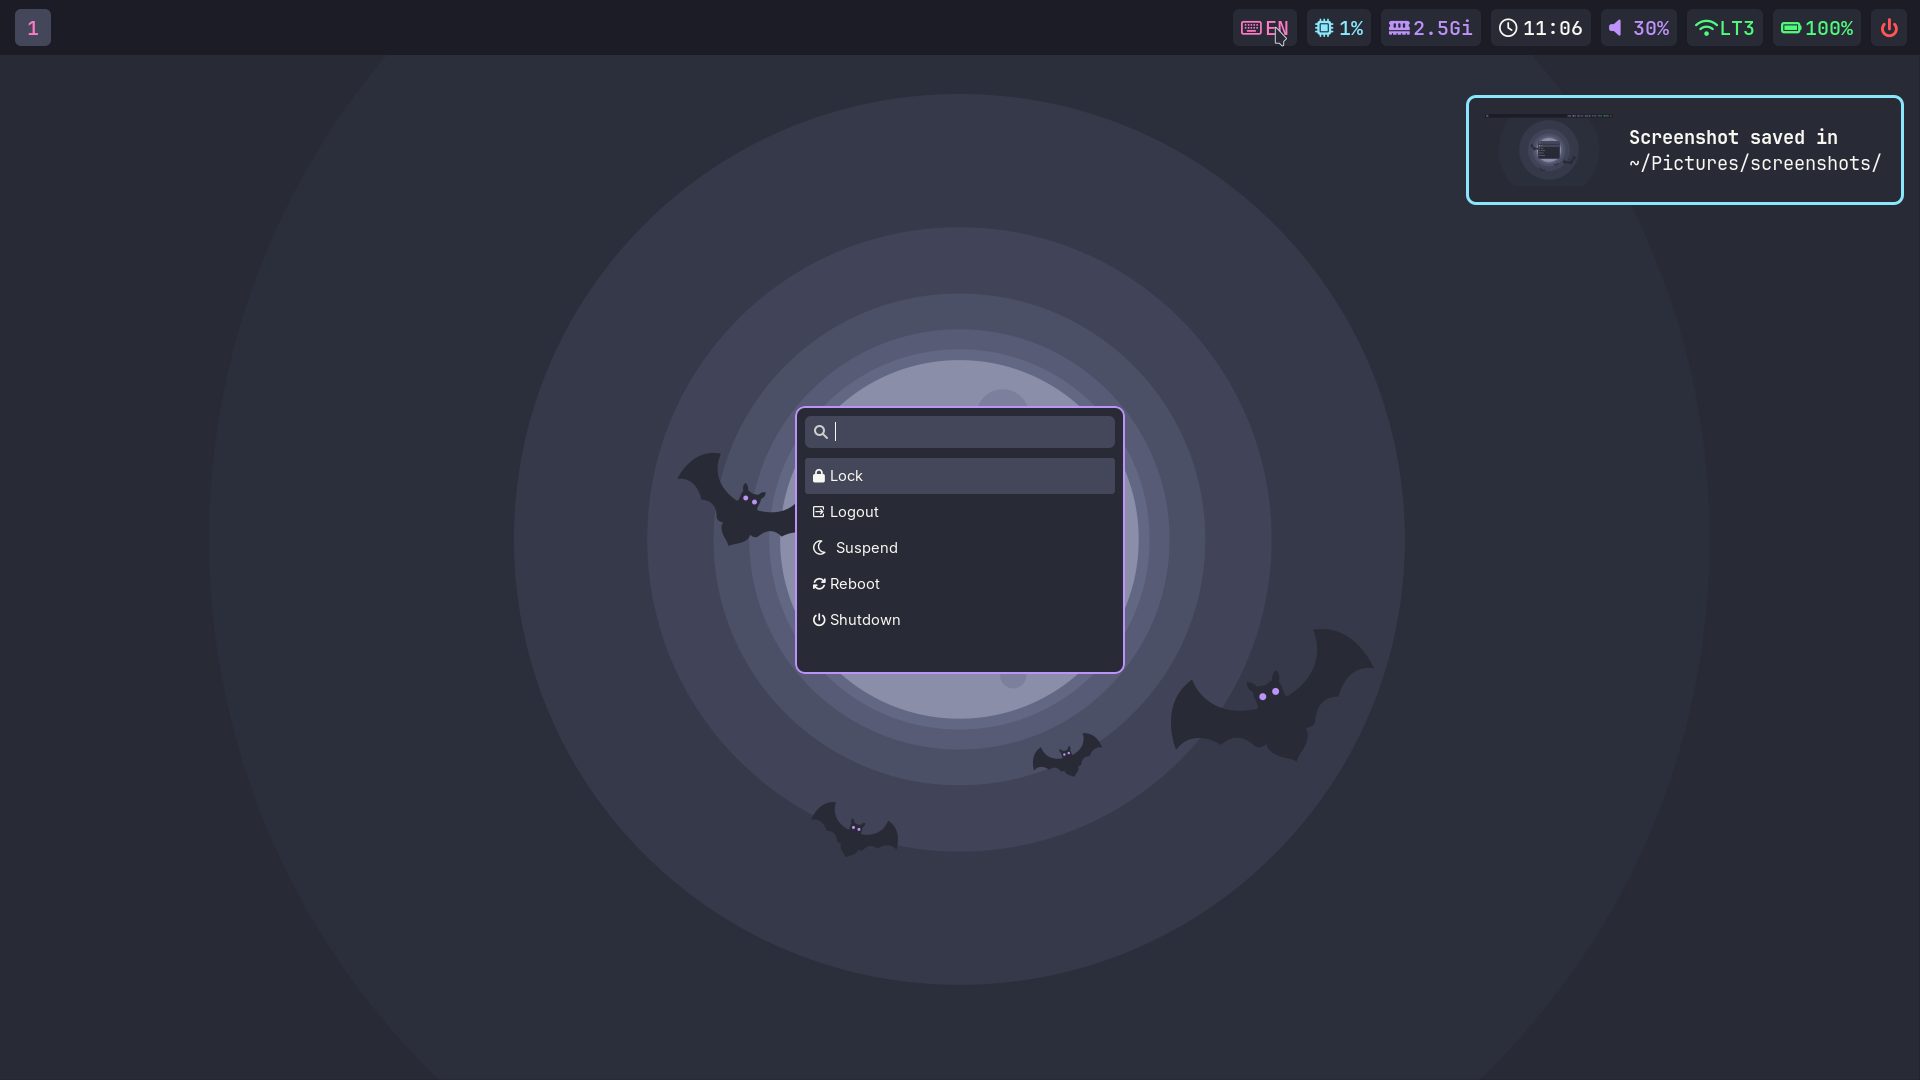 1
EN 1% 2.5Gi 11:06 30% LT3 100%
Screenshot saved in
~/Pictures/screenshots/
Lock
Logout
Suspend
Reboot
Shutdown